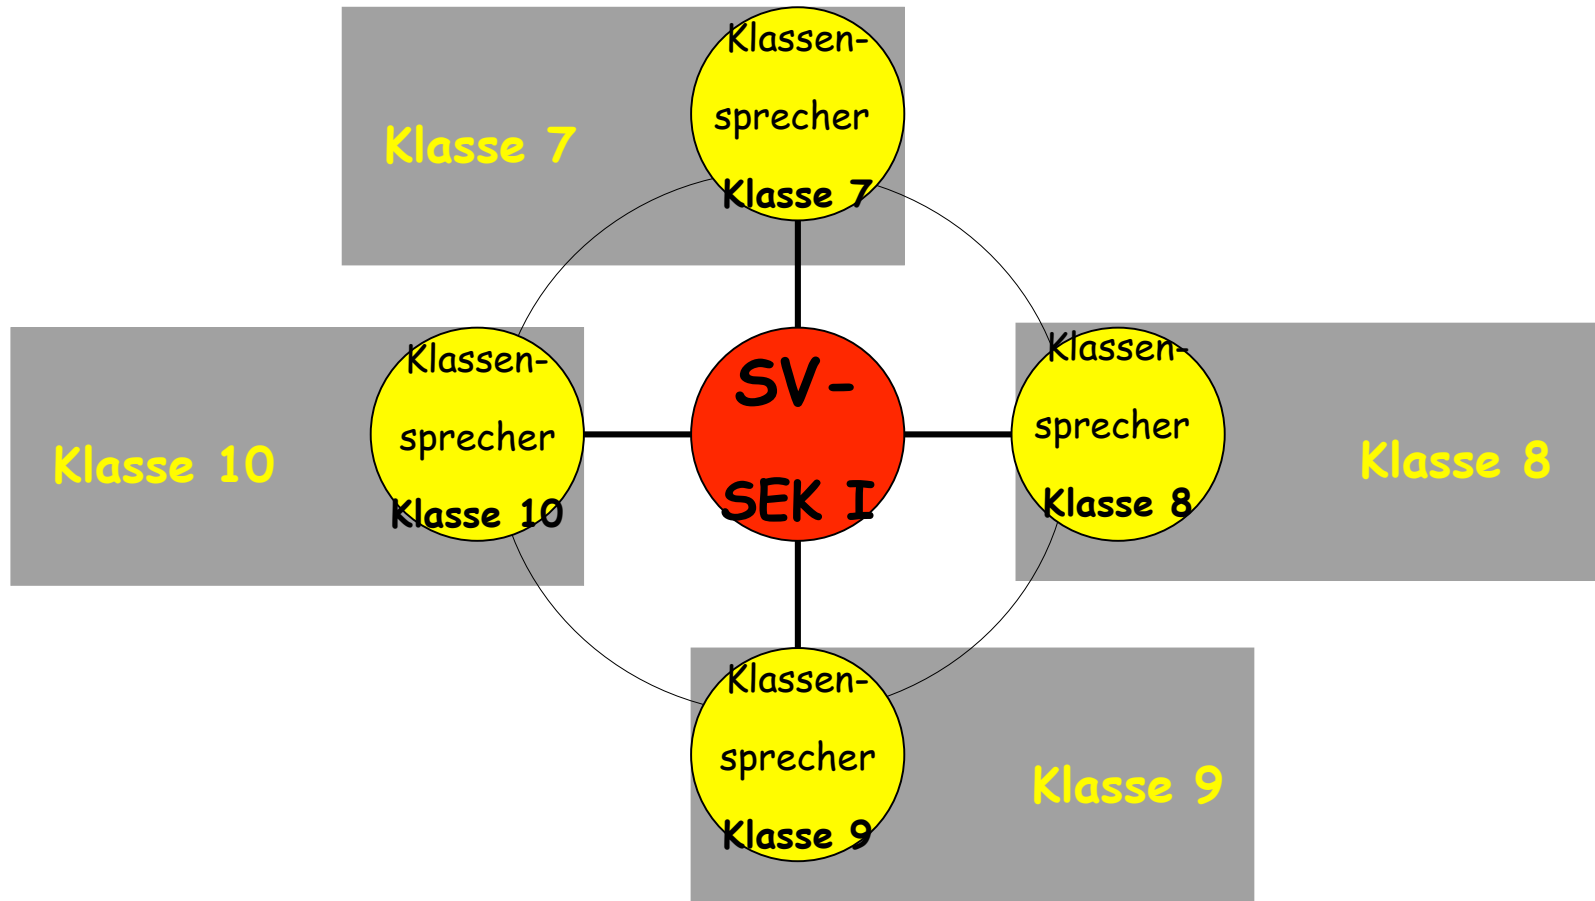 Klasse 7
Klassen-
sprecher
Klasse 7
Klasse 10
Klassen-
sprecher
Klasse 10
SV-
SEK I
Klassen-
sprecher
Klasse 8
Klasse 8
Klassen-
sprecher
Klasse 9
Klasse 9